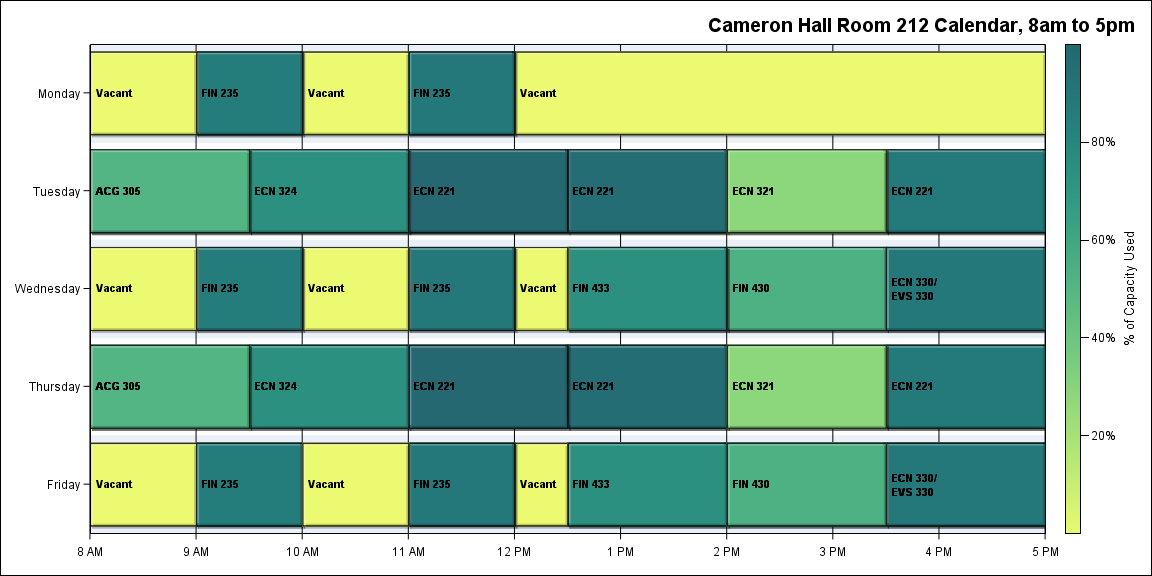 Cameron Hall Room 212 Calendar, 8am to 5pm
Monday
Vacant
FIN 235
Vacant
FIN 235
Vacant
Tuesday
ACG 305
ECN 324
ECN 221
ECN 221
ECN 321
ECN 221
Wednesday
Vacant
FIN 235
Vacant
FIN 235
Vacant
FIN 433
FIN 430
ECN 330/
EVS 330
Thursday
ACG 305
ECN 324
ECN 221
ECN 221
ECN 321
ECN 221
Friday
Vacant
FIN 235
Vacant
FIN 235
Vacant
FIN 433
FIN 430
ECN 330/
EVS 330
8 AM
9 AM
10 AM
11 AM
12 PM
1 PM
2 PM
3 PM
4 PM
5 PM
80%
60%
40%
20%
% of Capacity Used